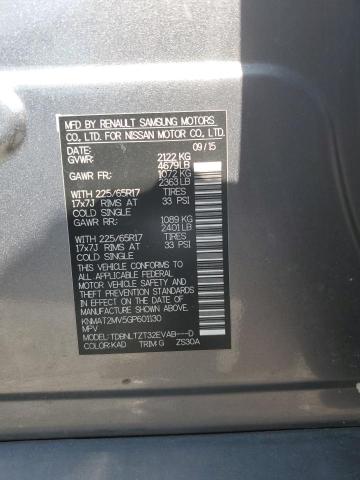 MFD BY RENAULT SAMSUNG MOTORS
CO., LTD. FOR NISSAN MOTOR CO., LTD.
DATE: 09/15
GVWR: 2122 KG
4679LB
GAWR FR: 1072 KG
2363LB
WITH 225/65R17 TIRES
17x7J RIMS AT 33 PSI
COLD SINGLE
GAWR RR: 1089 KG
2401LB
WITH 225/65R17 TIRES
17x7J RIMS AT 33 PSI
COLD SINGLE
THIS VEHICLE CONFORMS TO ALL
APPLICABLE FEDERAL MOTOR
VEHICLE SAFETY AND THEFT
PREVENTION STANDARDS IN EFFECT
ON THE DATE OF MANUFACTURE
SHOWN ABOVE.
KNMAT2MV5GP601130
MPV
MODEL:TDBNLTZT32EVAB---D
COLOR:KAD TRIM:G ZS30A